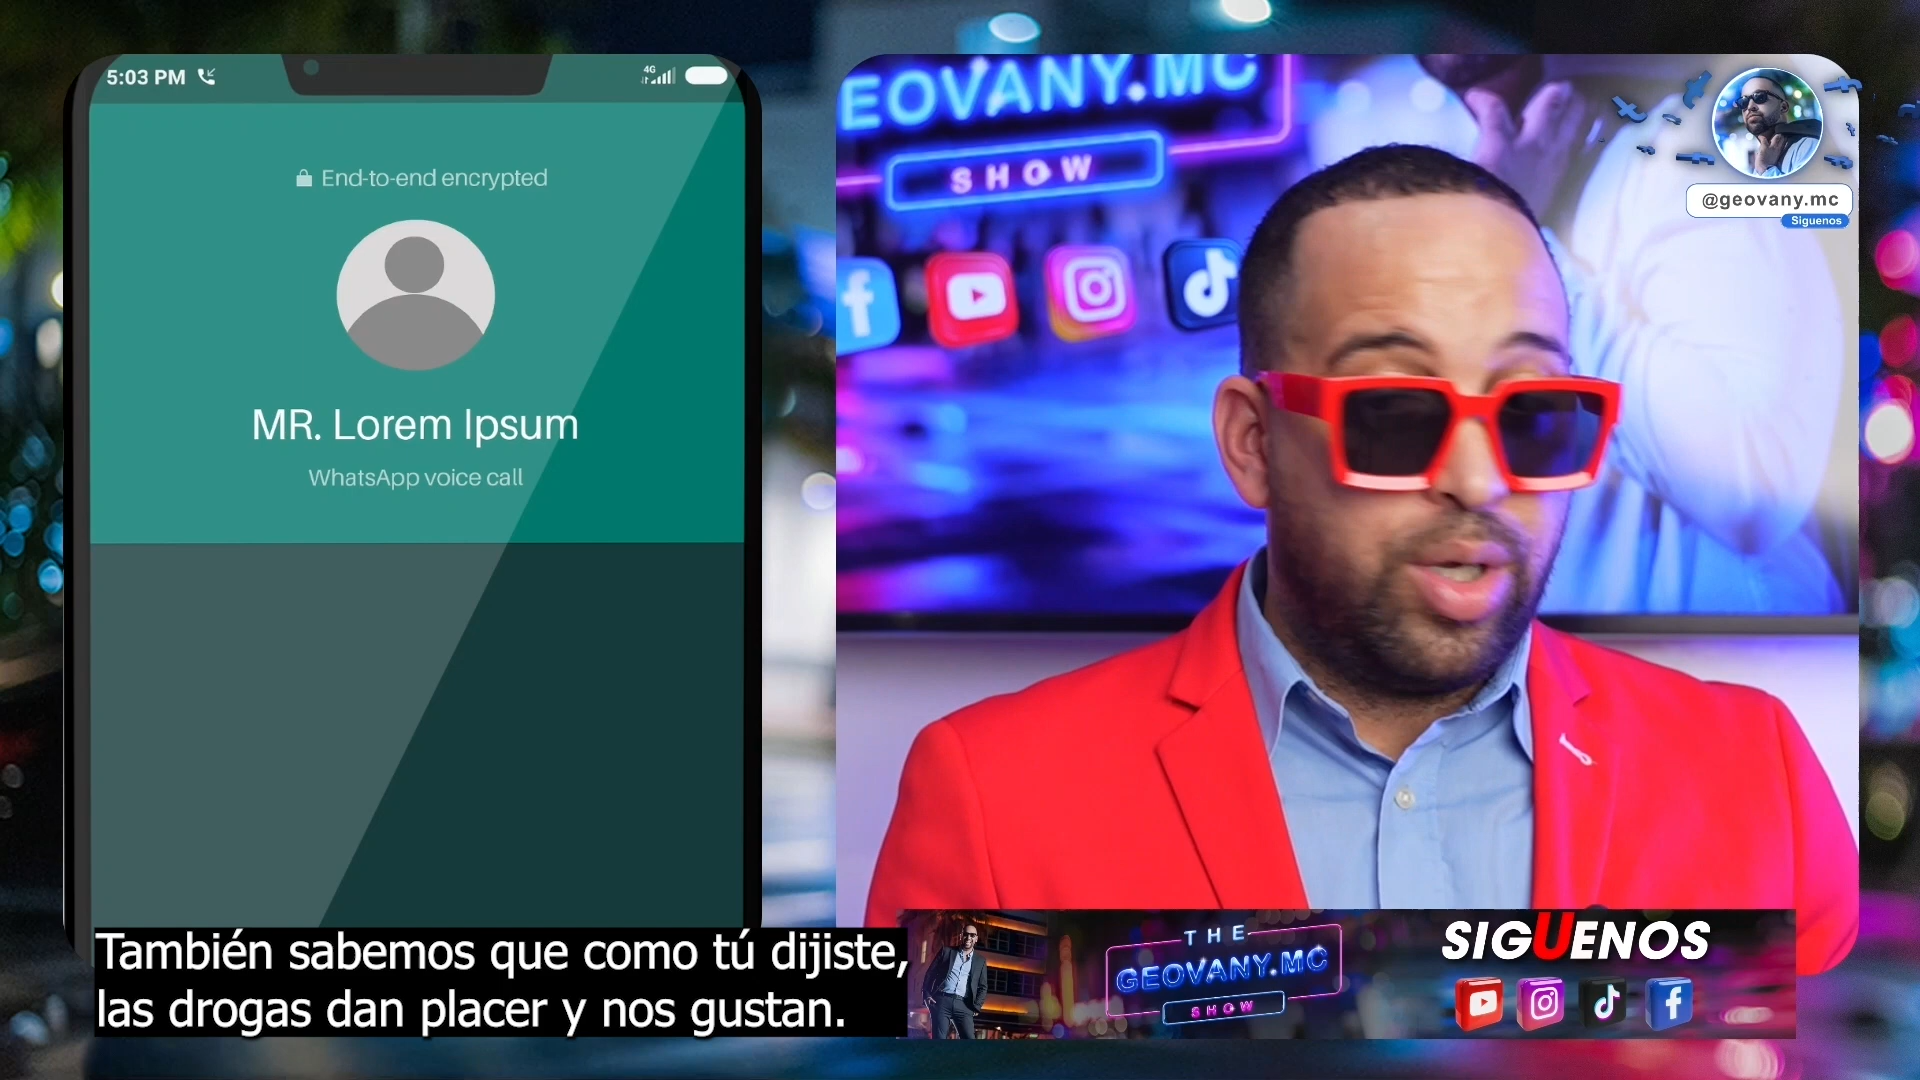 5:03 PM
4G
End-to-end encrypted
MR. Lorem Ipsum
WhatsApp voice call
EOVANY.MC
SHOW
@geovany.mc
Siguenos
También sabemos que como tú dijiste,
las drogas dan placer y nos gustan.
THE
GEOVANY.MC
SHOW
SIGUENOS